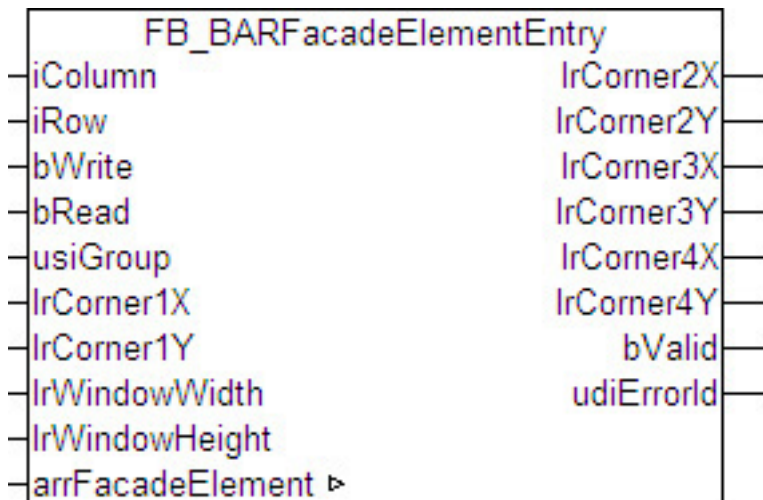 FB_BARFacadeElementEntry
iColumn lrCorner2X
iRow lrCorner2Y
bWrite lrCorner3X
bRead lrCorner3Y
usiGroup lrCorner4X
lrCorner1X lrCorner4Y
lrCorner1Y bValid
lrWindowWidth udiErrorId
lrWindowHeight
arrFacadeElement